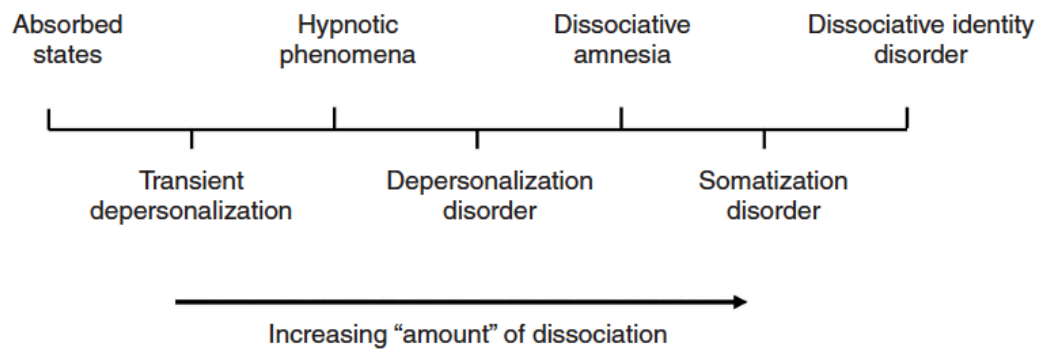 Absorbed
states
Hypnotic
phenomena
Dissociative
amnesia
Dissociative identity
disorder
Transient
depersonalization
Depersonalization
disorder
Somatization
disorder
Increasing “amount” of dissociation